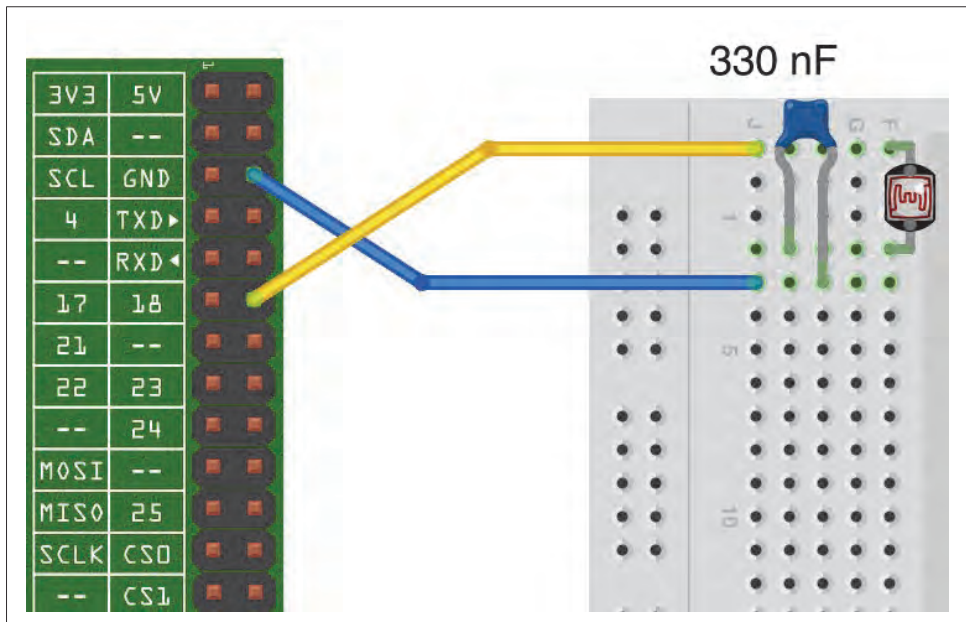 330 nF
3V3 5V
SDA --
SCL GND
4 TXD▸
-- RXD◂
17 18
21 --
22 23
-- 24
MOSI --
MISO 25
SCLK CS0
-- CS1
J G F
1
5
10